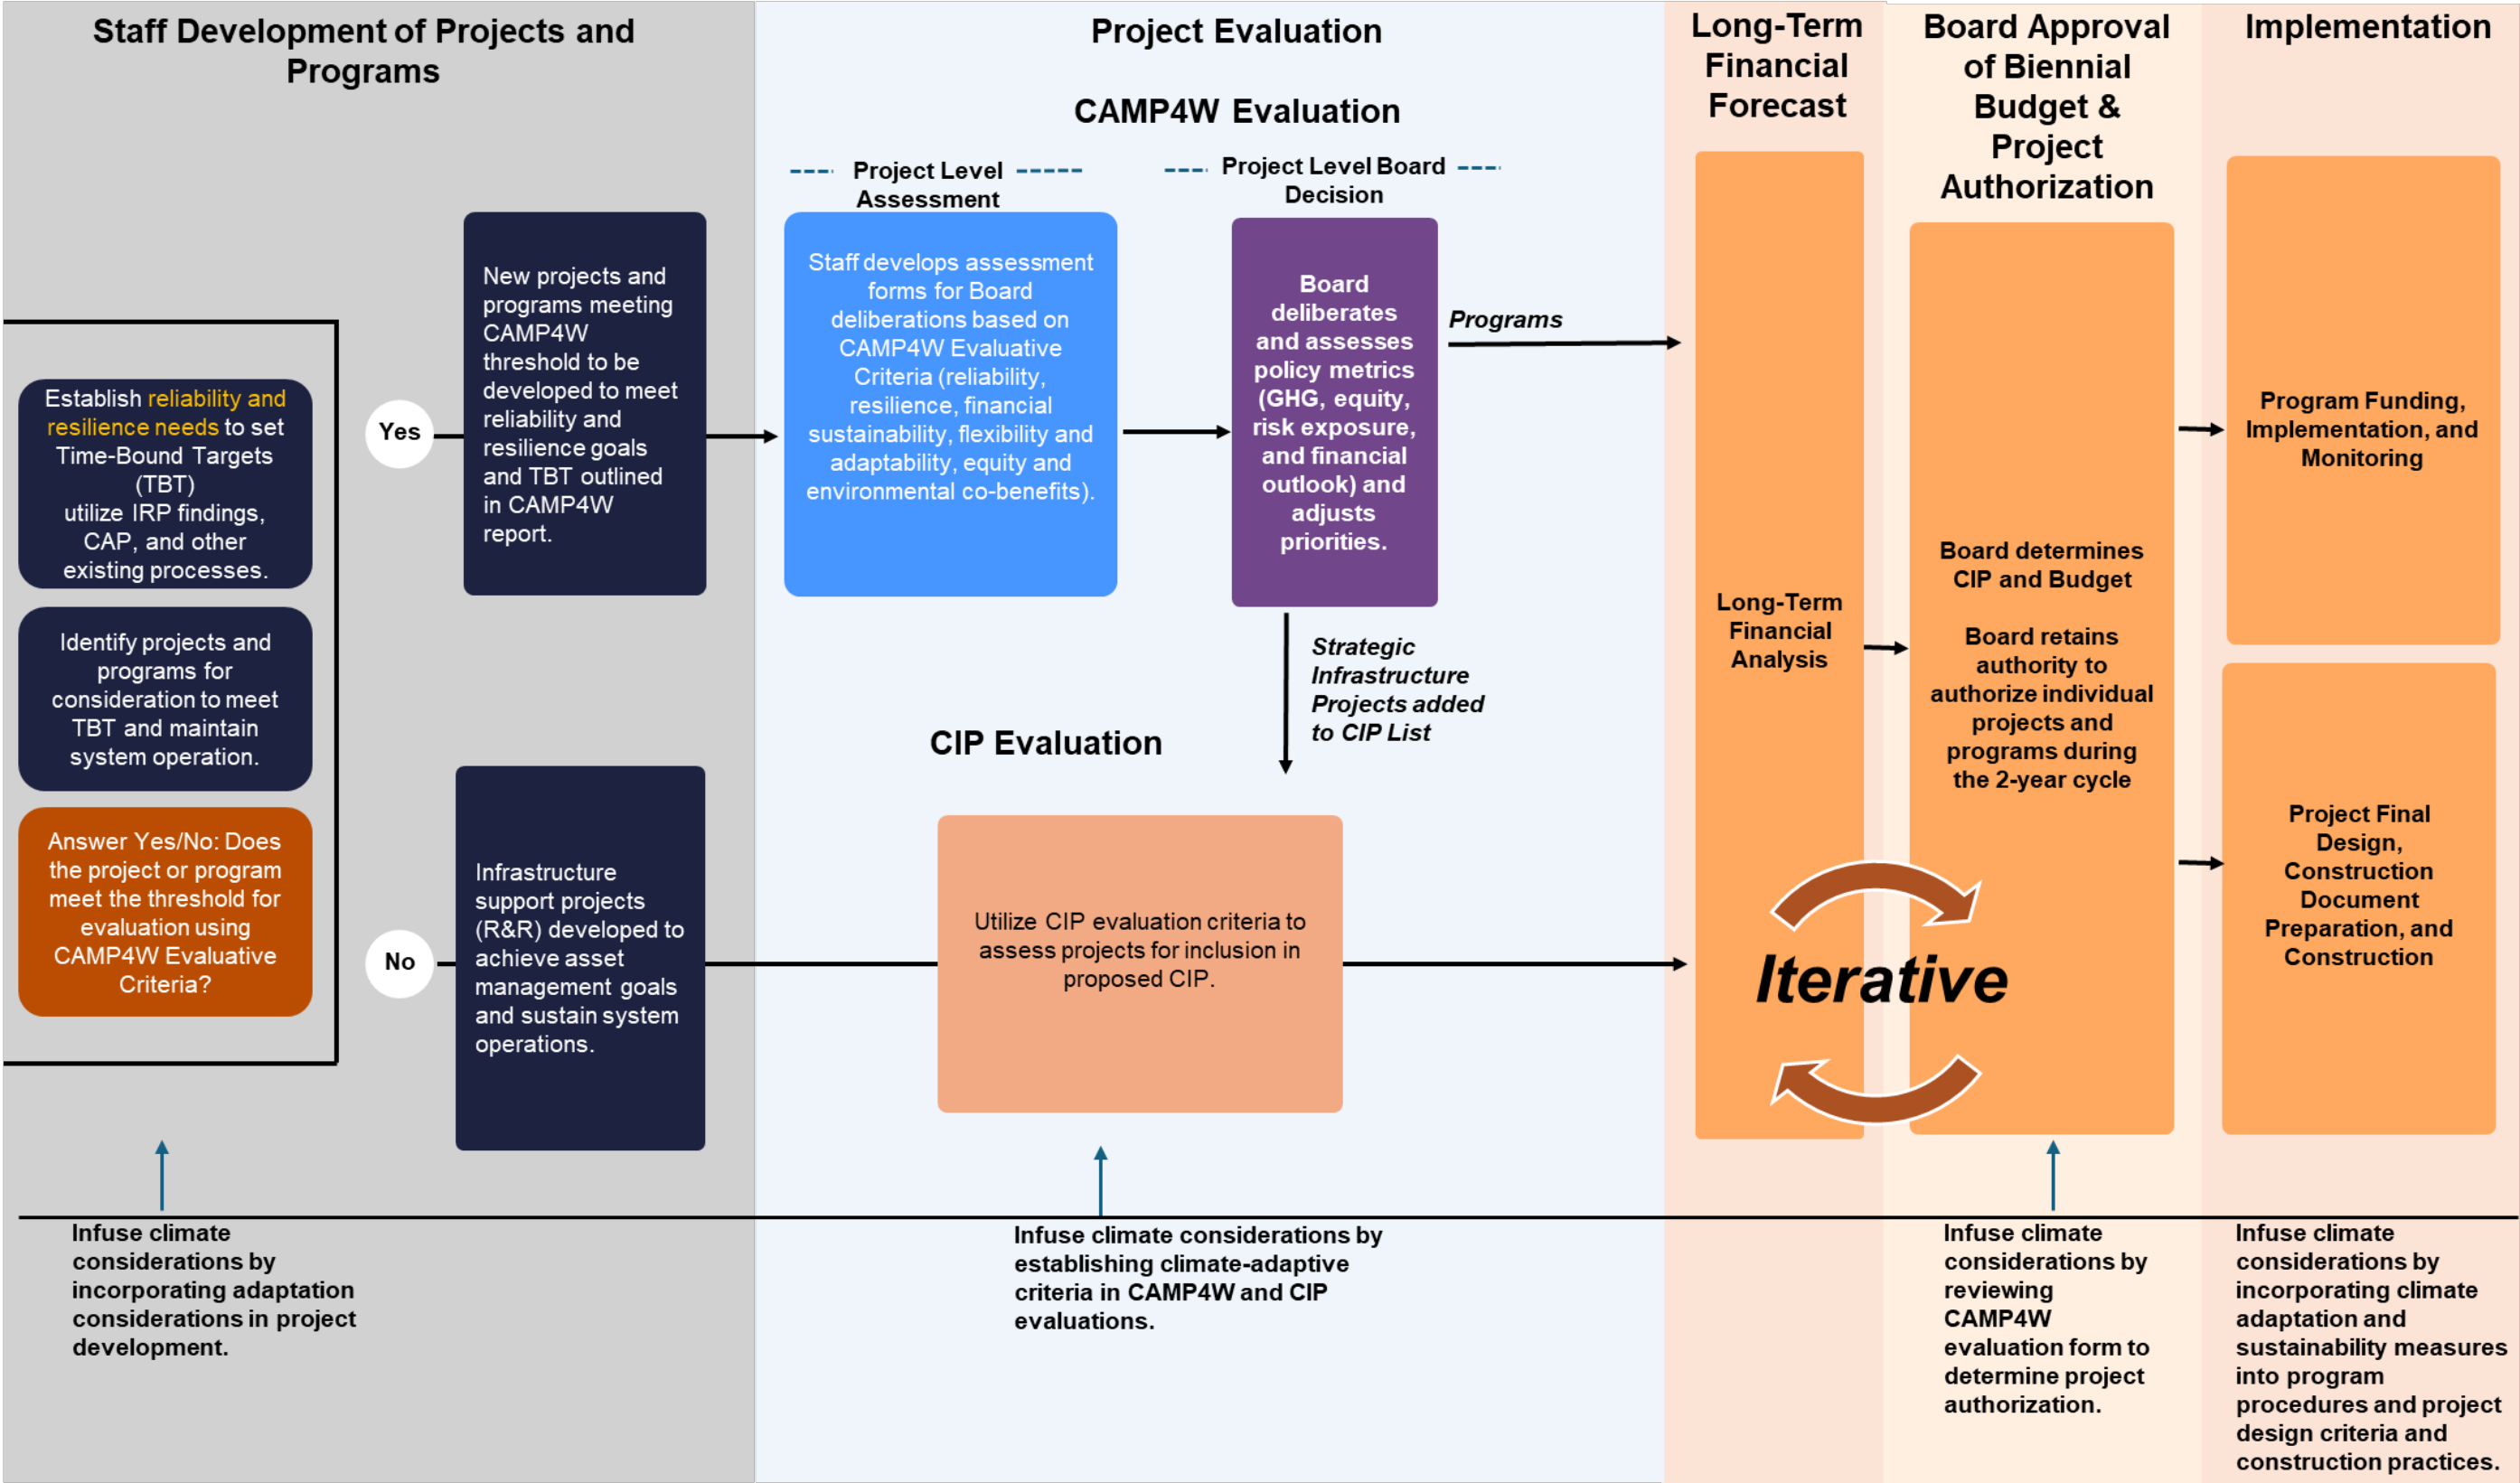 Staff Development of Projects and
Programs
Establish reliability and
resilience needs to set
Time-Bound Targets
(TBT)
utilize IRP findings,
CAP, and other
existing processes.
Identify projects and
programs for
consideration to meet
TBT and maintain
system operation.
Answer Yes/No: Does
the project or program
meet the threshold for
evaluation using
CAMP4W Evaluative
Criteria?
Yes
New projects and
programs meeting
CAMP4W
threshold to be
developed to meet
reliability and
resilience goals
and TBT outlined
in CAMP4W
report.
No
Infrastructure
support projects
(R&R) developed to
achieve asset
management goals
and sustain system
operations.
Project Evaluation
CAMP4W Evaluation
Project Level
Assessment
Staff develops assessment
forms for Board
deliberations based on
CAMP4W Evaluative
Criteria (reliability,
resilience, financial
sustainability, flexibility and
adaptability, equity and
environmental co-benefits).
Project Level Board
Decision
Board
deliberates
and assesses
policy metrics
(GHG, equity,
risk exposure,
and financial
outlook) and
adjusts
priorities.
Programs
Strategic
Infrastructure
Projects added
to CIP List
CIP Evaluation
Utilize CIP evaluation criteria to
assess projects for inclusion in
proposed CIP.
Long-Term
Financial
Forecast
Long-Term
Financial
Analysis
Board Approval
of Biennial
Budget &
Project
Authorization
Board determines
CIP and Budget
Board retains
authority to
authorize individual
projects and
programs during
the 2-year cycle
Iterative
Implementation
Program Funding,
Implementation, and
Monitoring
Project Final
Design,
Construction
Document
Preparation, and
Construction
Infuse climate
considerations by
incorporating adaptation
considerations in project
development.
Infuse climate considerations by
establishing climate-adaptive
criteria in CAMP4W and CIP
evaluations.
Infuse climate
considerations by
reviewing
CAMP4W
evaluation form to
determine project
authorization.
Infuse climate
considerations by
incorporating climate
adaptation and
sustainability measures
into program
procedures and project
design criteria and
construction practices.